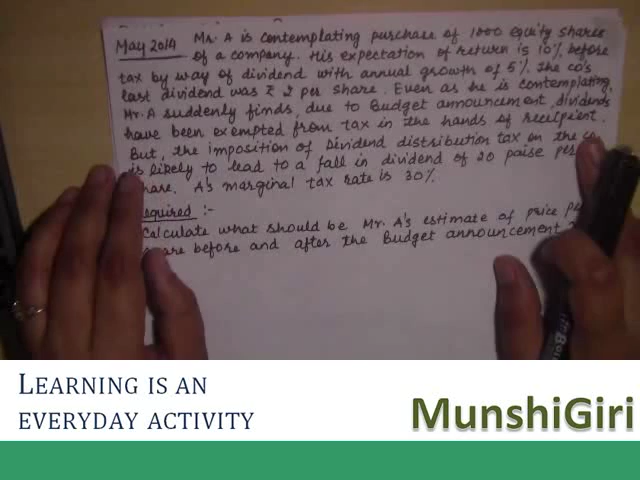 May 2014 Mr. A is contemplating purchase of 1000 equity shares
of a company. His expectation of return is 10% before
tax by way of dividend with annual growth of 5%. The co's
last dividend was ₹ 2 per share. Even as he is contemplating,
Mr. A suddenly finds, due to Budget announcement, dividends
have been exempted from tax in the hands of receipient.
But, the imposition of Dividend distribution tax on the co.
is likely to lead to a fall in dividend of 20 paise per
share. A's marginal tax rate is 30%.
Required :-
Calculate what should be Mr. A's estimate of price
before and after the Budget announcement
LEARNING IS AN
EVERYDAY ACTIVITY
MunshiGiri